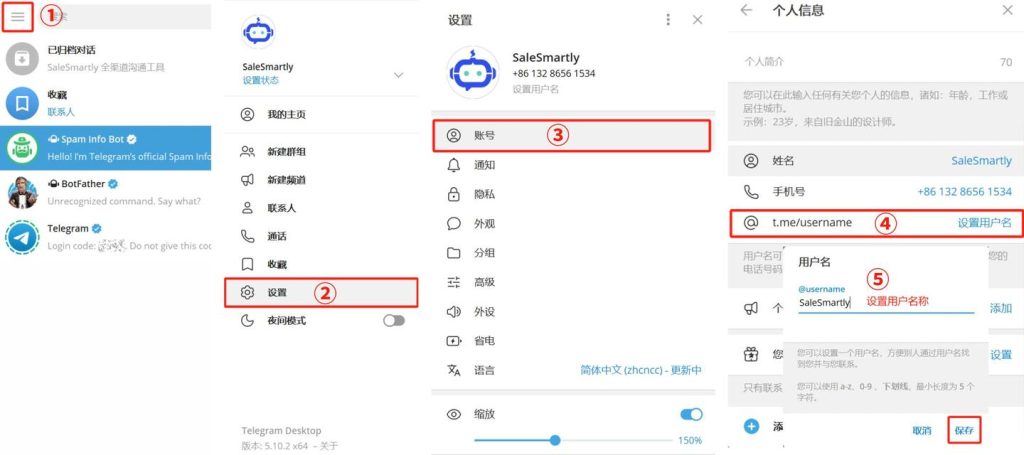 ①
搜索
已归档对话
SaleSmartly 全渠道沟通工具
收藏
联系人
Spam Info Bot
Hello! I'm Telegram's official Spam Info
BotFather
Unrecognized command. Say what?
Telegram
Login code: Do not give this cod
SaleSmartly
设置状态
我的主页
新建群组
新建频道
联系人
通话
收藏
设置 ②
夜间模式
Telegram Desktop
版本: 5.10.2 x64 – 关于
设置
SaleSmartly
+86 132 8656 1534
设置用户名
账号 ③
通知
隐私
外观
分组
高级
外设
省电
语言 简体中文 (zhcncc) - 更新中
缩放
150%
个人信息
个人简介 70
您可以在此输入任何有关您个人的信息，诸如：年龄，工作或
居住城市。
示例：23岁，来自旧金山的设计师。
姓名 SaleSmartly
手机号 +86 132 8656 1534
t.me/username ④ 设置用户名
用户名可
电话号码
您的
个
添加
您
设置
只有联系
添
用户名
⑤
@username
SaleSmartly 设置用户名称
您可以设置一个用户名，方便别人通过用户名找
到您并与您联系。
您可以使用 a-z、0-9 、下划线，最小长度为 5 个
字符。
取消 保存